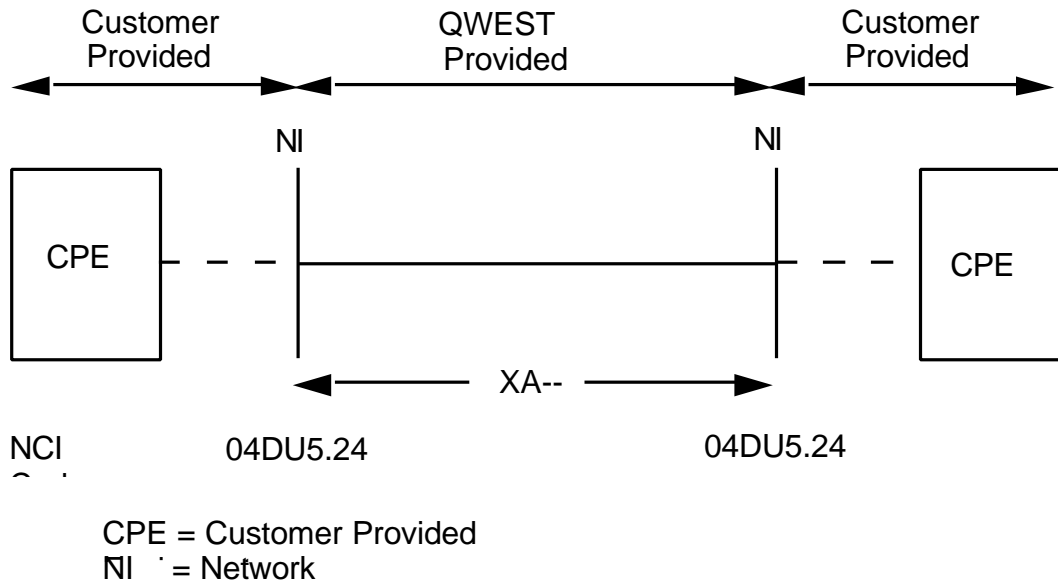 Customer Provided
QWEST Provided
Customer Provided
NI
NI
CPE
CPE
XA--
NCI
04DU5.24
04DU5.24
CPE = Customer Provided
NI = Network